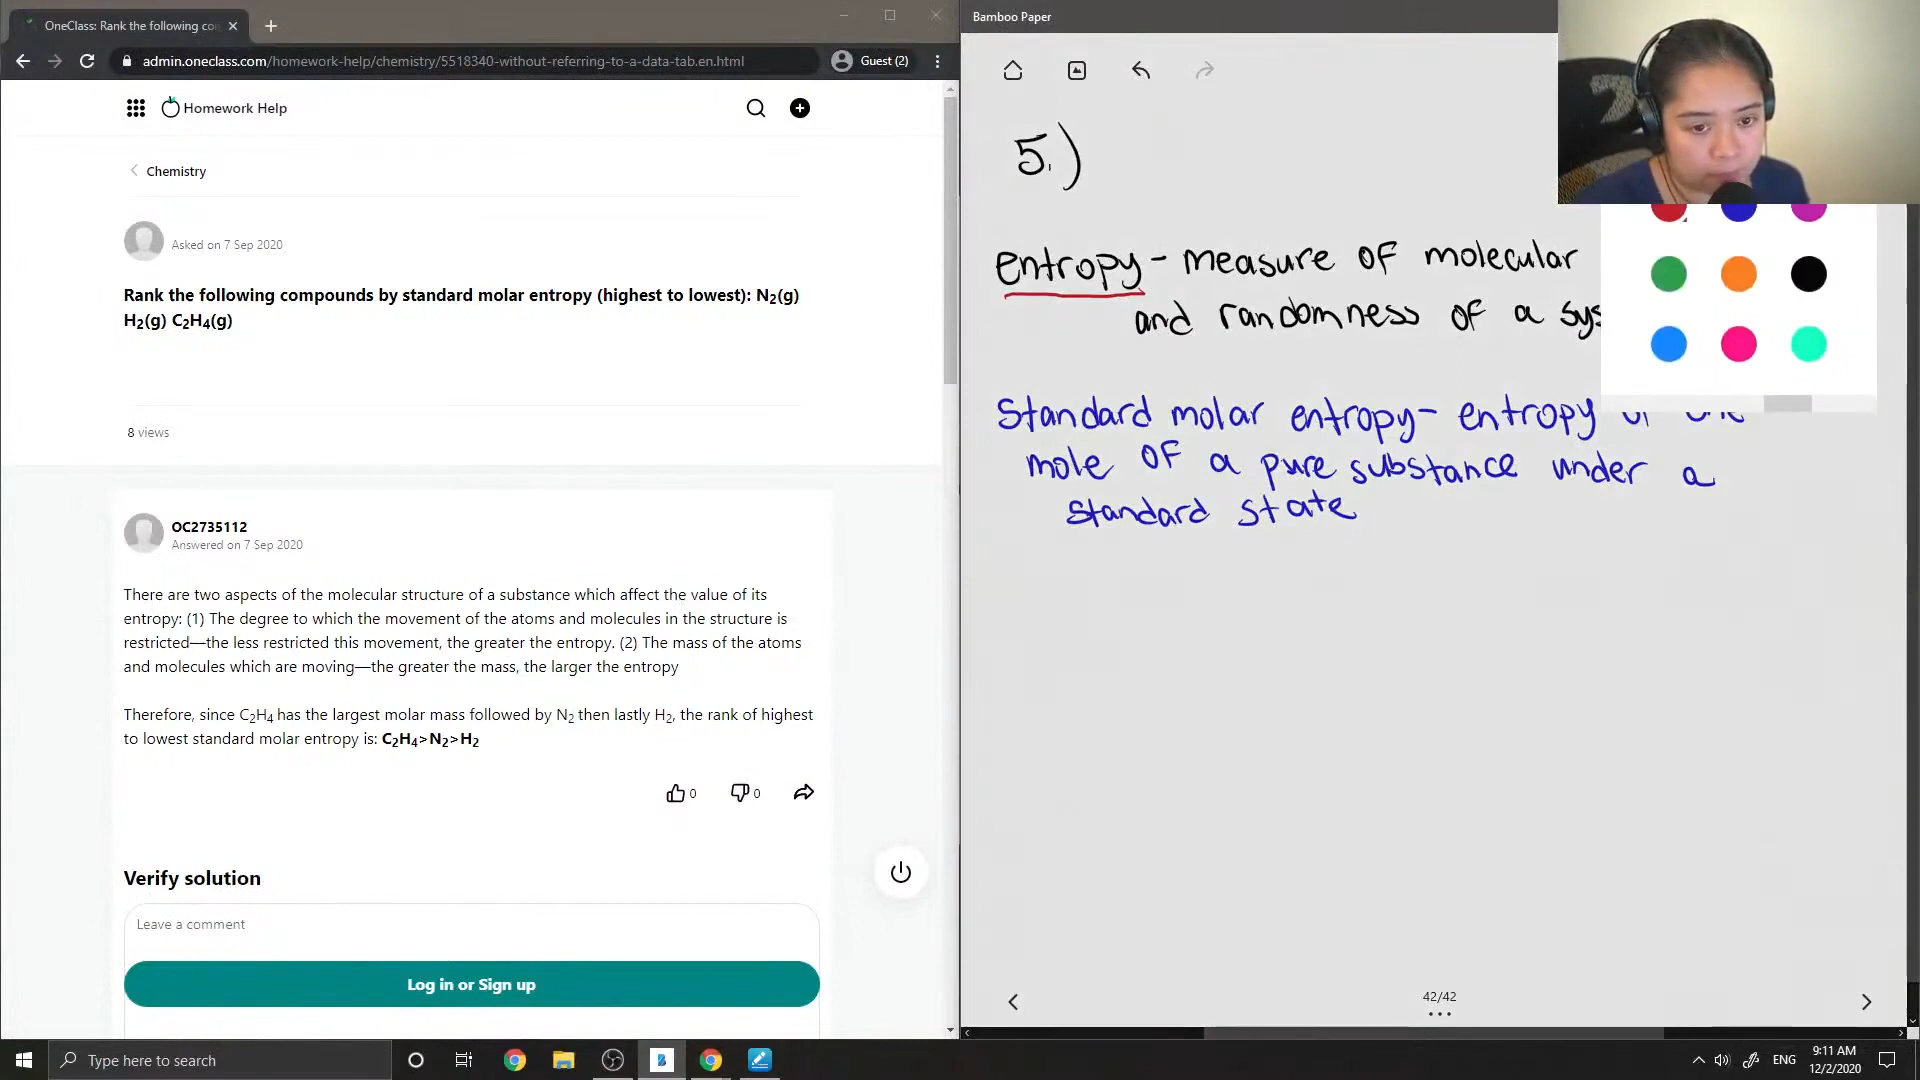 OneClass: Rank the following co
admin.oneclass.com/homework-help/chemistry/5518340-without-referring-to-a-data-tab.en.html
Guest (2)
Homework Help
Chemistry
Asked on 7 Sep 2020
Rank the following compounds by standard molar entropy (highest to lowest): N₂(g)
H₂(g) C₂H₄(g)
8 views
OC2735112
Answered on 7 Sep 2020
There are two aspects of the molecular structure of a substance which affect the value of its
entropy: (1) The degree to which the movement of the atoms and molecules in the structure is
restricted—the less restricted this movement, the greater the entropy. (2) The mass of the atoms
and molecules which are moving—the greater the mass, the larger the entropy
Therefore, since C₂H₄ has the largest molar mass followed by N₂ then lastly H₂, the rank of highest
to lowest standard molar entropy is: C₂H₄>N₂>H₂
0 0
Verify solution
Leave a comment
Log in or Sign up
Bamboo Paper
5.)
entropy - measure of molecular
and randomness of a sys
Standard molar entropy - entropy
mole of a pure substance under a
standard state
42/42
Type here to search
ENG
9:11 AM
12/2/2020